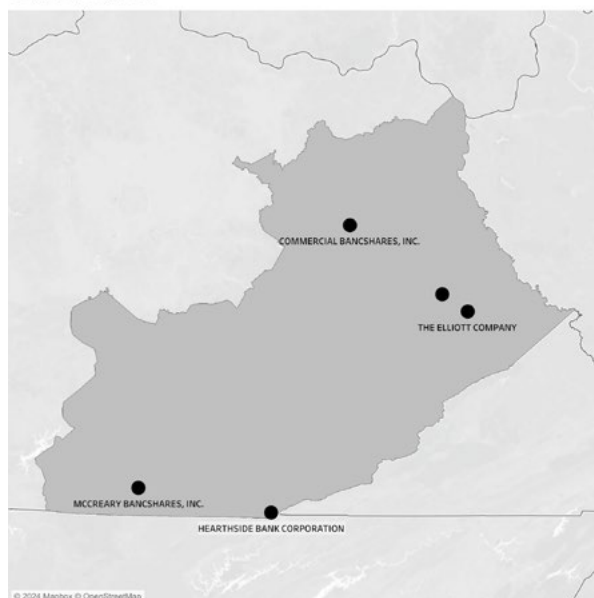 COMMERCIAL BANCSHARES, INC.
THE ELLIOTT COMPANY
MCCREARY BANCSHARES, INC.
HEARTHSIDE BANK CORPORATION
© 2024 Mapbox © OpenStreetMap